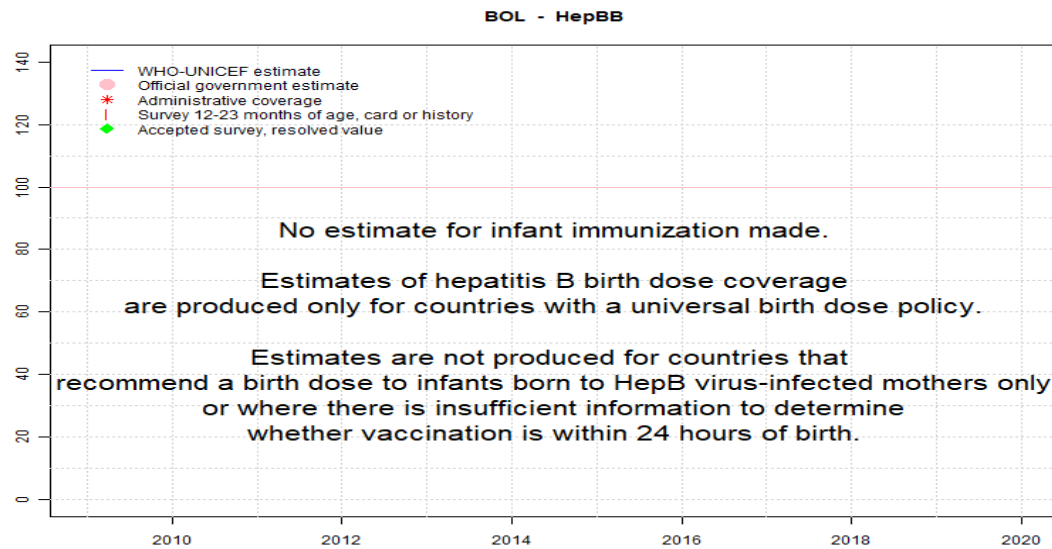 BOL - HepBB
140
120
100
80
60
40
20
0
WHO-UNICEF estimate
Official government estimate
Administrative coverage
Survey 12-23 months of age, card or history
Accepted survey, resolved value
No estimate for infant immunization made.
Estimates of hepatitis B birth dose coverage
are produced only for countries with a universal birth dose policy.
Estimates are not produced for countries that
recommend a birth dose to infants born to HepB virus-infected mothers only
or where there is insufficient information to determine
whether vaccination is within 24 hours of birth.
2010 2012 2014 2016 2018 2020